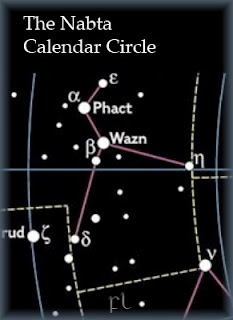 The Nabta
Calendar Circle
ε
α
Phact
Wazn
β
η
rud ζ
δ
ν